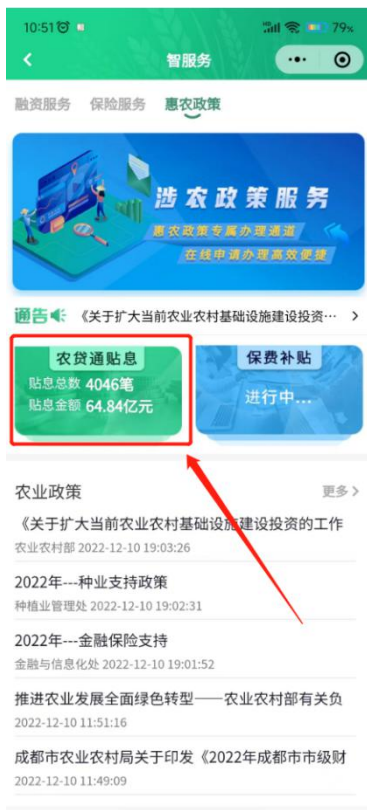 10:51
79%
智服务
融资服务 保险服务 惠农政策
涉农政策服务
惠农政策专属办理通道
在线申请办理高效便捷
通告 《关于扩大当前农业农村基础设施建设投资…
农贷通贴息
贴息总数 4046笔
贴息金额 64.84亿元
保费补贴
进行中...
农业政策 更多
《关于扩大当前农业农村基础设施建设投资的工作
农业农村部 2022-12-10 19:03:26
2022年---种业支持政策
种植业管理处 2022-12-10 19:02:31
2022年---金融保险支持
金融与信息化处 2022-12-10 19:01:52
推进农业发展全面绿色转型——农业农村部有关负
2022-12-10 11:51:16
成都市农业农村局关于印发《2022年成都市市级财
2022-12-10 11:49:09